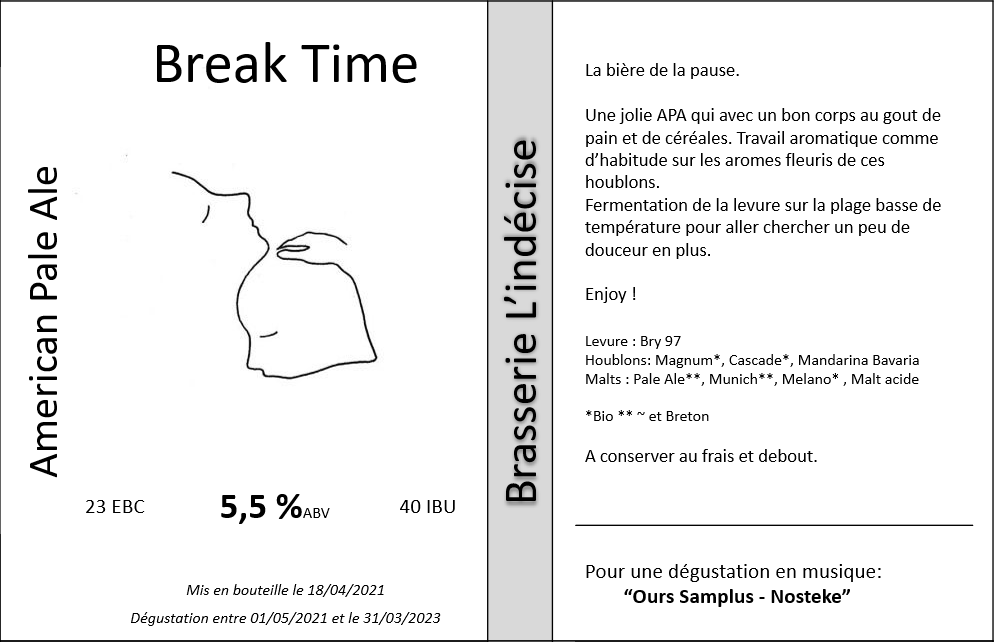 Break Time
American Pale Ale
23 EBC
5,5 %ABV
40 IBU
Mis en bouteille le 18/04/2021
Dégustation entre 01/05/2021 et le 31/03/2023
Brasserie L’indécise
La bière de la pause.
Une jolie APA qui avec un bon corps au gout de
pain et de céréales. Travail aromatique comme
d’habitude sur les aromes fleuris de ces
houblons.
Fermentation de la levure sur la plage basse de
température pour aller chercher un peu de
douceur en plus.
Enjoy !
Levure : Bry 97
Houblons: Magnum*, Cascade*, Mandarina Bavaria
Malts : Pale Ale**, Munich**, Melano* , Malt acide
*Bio ** ~ et Breton
A conserver au frais et debout.
Pour une dégustation en musique:
“Ours Samplus - Nosteke”